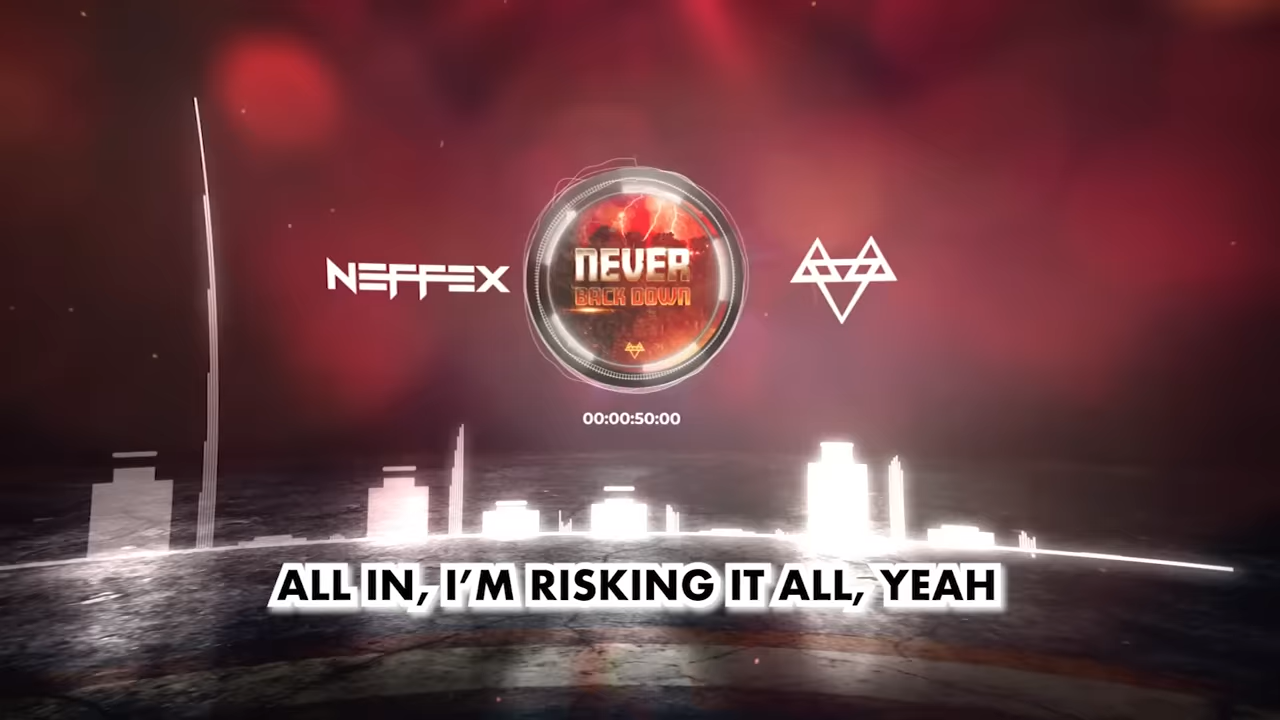 NEFFEX
NEVER
BACK DOWN
00:00:50:00
ALL IN, I'M RISKING IT ALL, YEAH